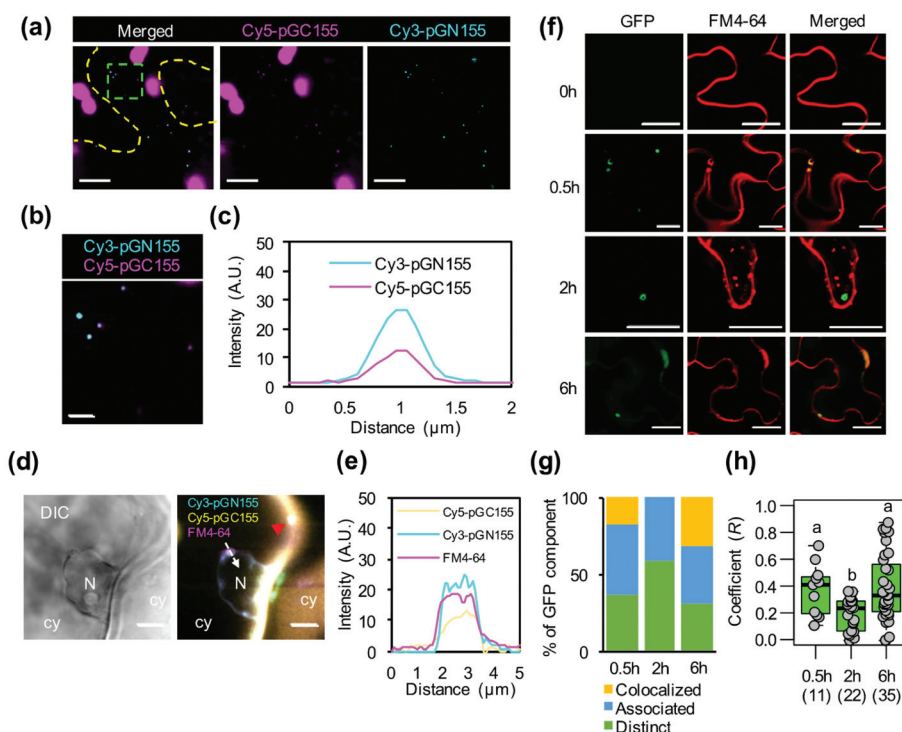 (a)
Merged Cy5-pGC155 Cy3-pGN155
(b)
Cy3-pGN155
Cy5-pGC155
(c)
50
40
30
20
10
0
Intensity (A.U.)
Cy3-pGN155
Cy5-pGC155
0 0.5 1 1.5 2
Distance (µm)
(d)
DIC
N
cy
cy
Cy3-pGN155
Cy5-pGC155
FM4-64
N
cy
cy
(e)
50
40
30
20
10
0
Intensity (A.U.)
Cy5-pGC155
Cy3-pGN155
FM4-64
0 1 2 3 4 5
Distance (µm)
(f)
GFP FM4-64 Merged
0h
0.5h
2h
6h
(g)
100
50
0
% of GFP component
0.5h 2h 6h
Colocalized
Associated
Distinct
(h)
1.0
0.8
0.6
0.4
0.2
0.0
Coefficient (R)
a
b
a
0.5h 2h 6h
(11) (22) (35)